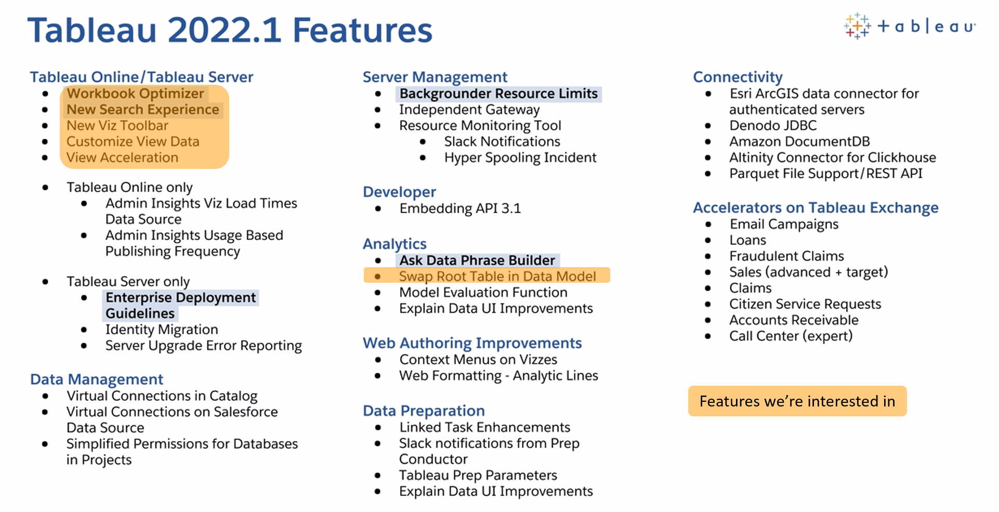 Tableau 2022.1 Features
+ableau
Tableau Online/Tableau Server
Workbook Optimizer
New Search Experience
New Viz Toolbar
Customize View Data
View Acceleration
Tableau Online only
Admin Insights Viz Load Times
Data Source
Admin Insights Usage Based
Publishing Frequency
Tableau Server only
Enterprise Deployment
Guidelines
Identity Migration
Server Upgrade Error Reporting
Data Management
Virtual Connections in Catalog
Virtual Connections on Salesforce
Data Source
Simplified Permissions for Databases
in Projects
Server Management
Backgrounder Resource Limits
Independent Gateway
Resource Monitoring Tool
Slack Notifications
Hyper Spooling Incident
Developer
Embedding API 3.1
Analytics
Ask Data Phrase Builder
Swap Root Table in Data Model
Model Evaluation Function
Explain Data UI Improvements
Web Authoring Improvements
Context Menus on Vizzes
Web Formatting - Analytic Lines
Data Preparation
Linked Task Enhancements
Slack notifications from Prep
Conductor
Tableau Prep Parameters
Explain Data UI Improvements
Connectivity
Esri ArcGIS data connector for
authenticated servers
Denodo JDBC
Amazon DocumentDB
Altinity Connector for Clickhouse
Parquet File Support/REST API
Accelerators on Tableau Exchange
Email Campaigns
Loans
Fraudulent Claims
Sales (advanced + target)
Claims
Citizen Service Requests
Accounts Receivable
Call Center (expert)
Features we’re interested in